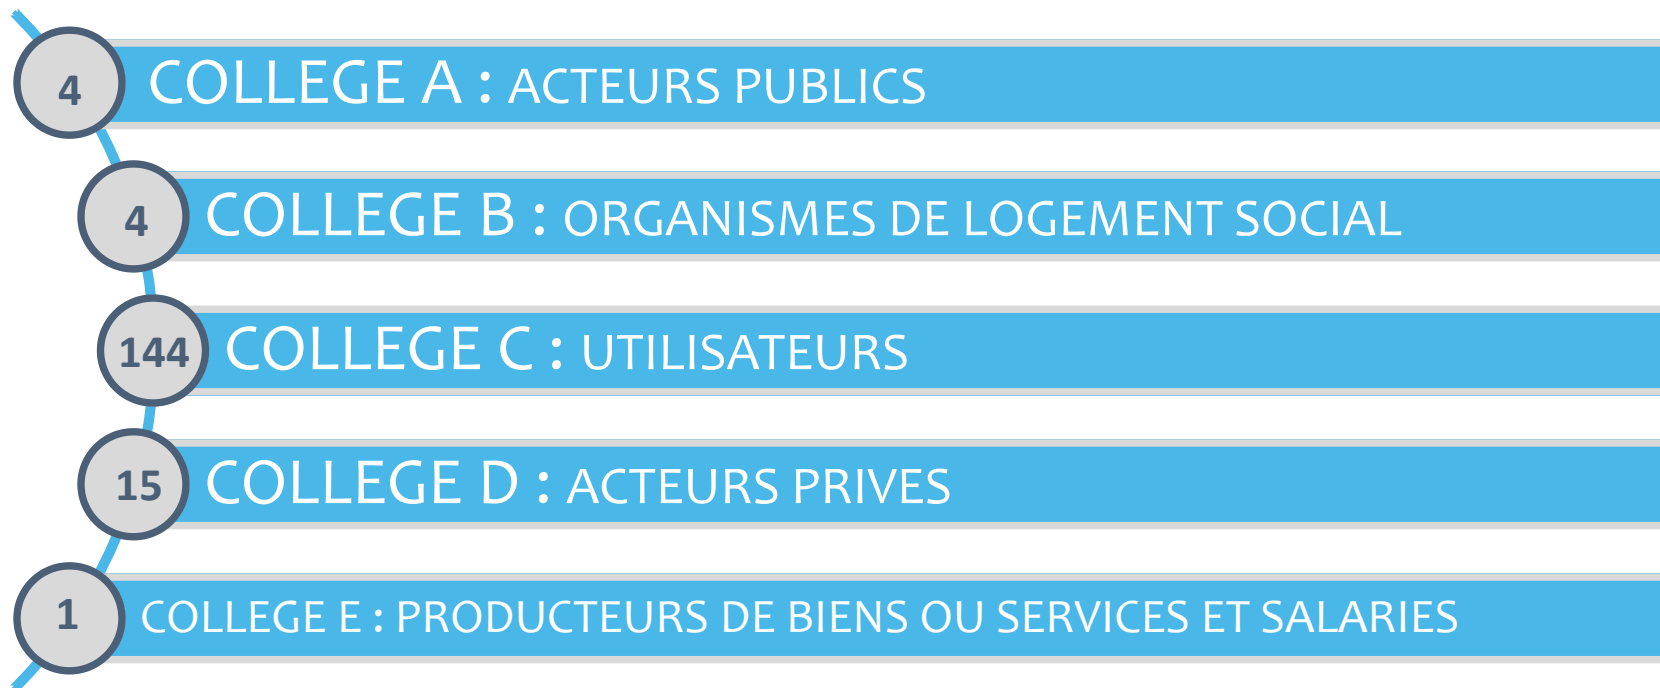 4 COLLEGE A : ACTEURS PUBLICS
4 COLLEGE B : ORGANISMES DE LOGEMENT SOCIAL
144 COLLEGE C : UTILISATEURS
15 COLLEGE D : ACTEURS PRIVES
1 COLLEGE E : PRODUCTEURS DE BIENS OU SERVICES ET SALARIES